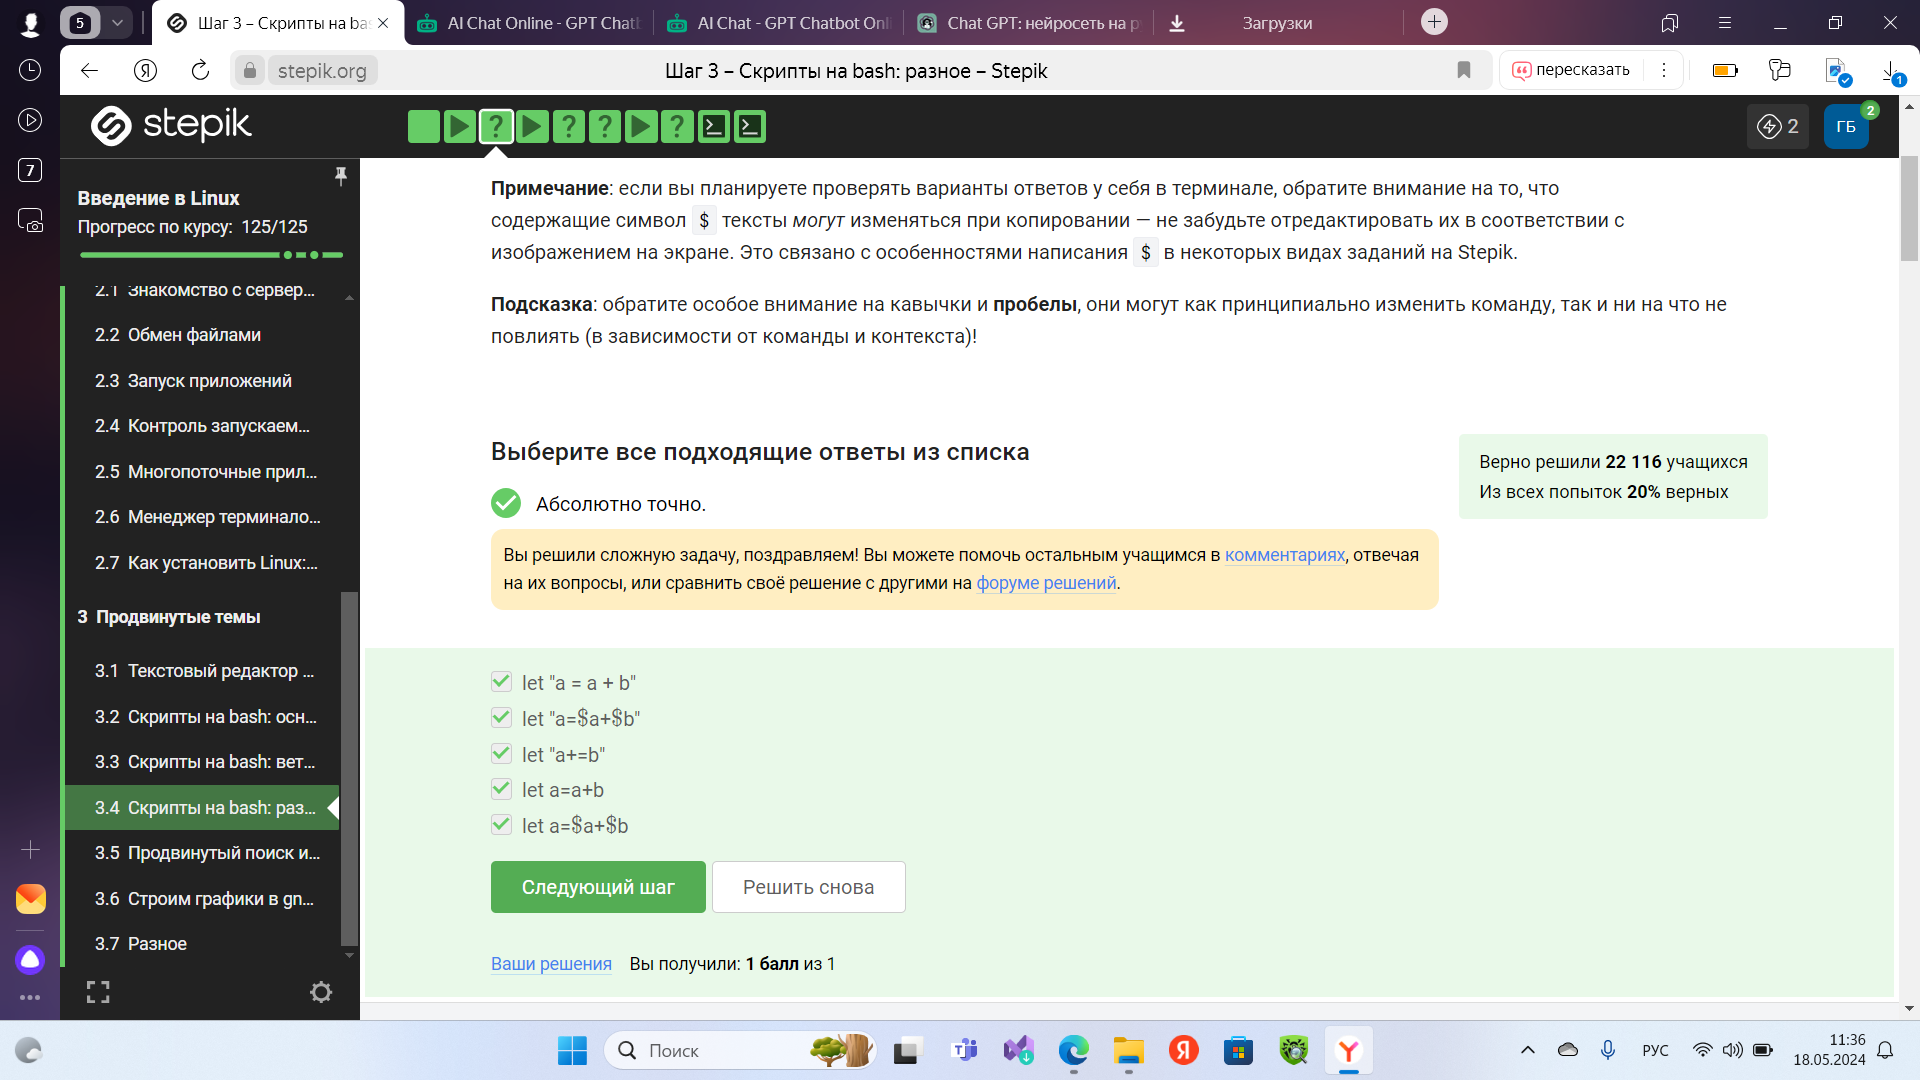 5
Шаг 3 – Скрипты на ba
AI Chat Online - GPT Chatb
AI Chat - GPT Chatbot Onl
Chat GPT: нейросеть на р
Загрузки
stepik.org
Шаг 3 – Скрипты на bash: разное – Stepik
пересказать
1
7
stepik
2
ГБ
2
Введение в Linux
Прогресс по курсу: 125/125
2.1 Знакомство с сервер...
2.2 Обмен файлами
2.3 Запуск приложений
2.4 Контроль запускаем...
2.5 Многопоточные прил...
2.6 Менеджер терминало...
2.7 Как установить Linux:...
3 Продвинутые темы
3.1 Текстовый редактор ...
3.2 Скрипты на bash: осн...
3.3 Скрипты на bash: вет...
3.4 Скрипты на bash: раз...
3.5 Продвинутый поиск и...
3.6 Строим графики в gn...
3.7 Разное
Примечание: если вы планируете проверять варианты ответов у себя в терминале, обратите внимание на то, что
содержащие символ $ тексты могут изменяться при копировании — не забудьте отредактировать их в соответствии с
изображением на экране. Это связано с особенностями написания $ в некоторых видах заданий на Stepik.
Подсказка: обратите особое внимание на кавычки и пробелы, они могут как принципиально изменить команду, так и ни на что не
повлиять (в зависимости от команды и контекста)!
Выберите все подходящие ответы из списка
Верно решили 22 116 учащихся
Из всех попыток 20% верных
Абсолютно точно.
Вы решили сложную задачу, поздравляем! Вы можете помочь остальным учащимся в комментариях, отвечая
на их вопросы, или сравнить своё решение с другими на форуме решений.
let "a = a + b"
let "a=$a+$b"
let "a+=b"
let a=a+b
let a=$a+$b
Следующий шаг
Решить снова
Ваши решения Вы получили: 1 балл из 1
Поиск
РУС
11:36
18.05.2024